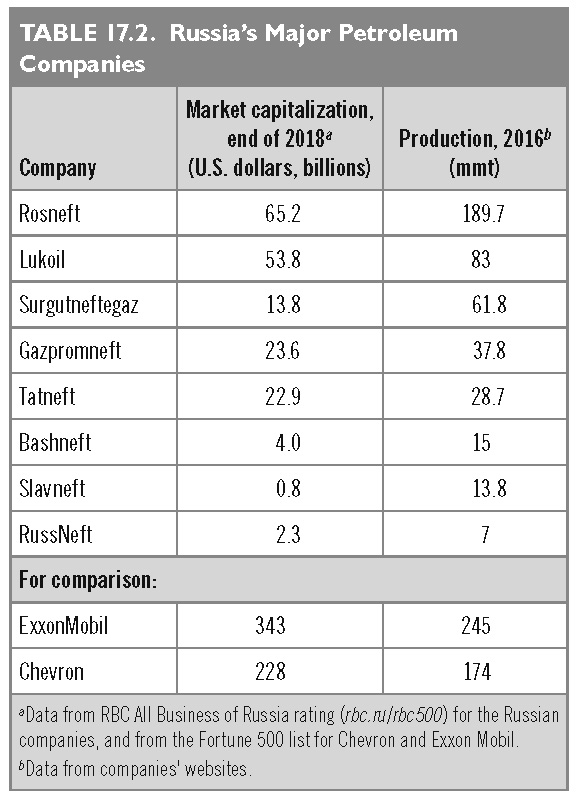 TABLE 17.2. Russia's Major Petroleum
Companies
Company
Market capitalization,
end of 2018a
(U.S. dollars, billions)
Production, 2016b
(mmt)
Rosneft 65.2 189.7
Lukoil 53.8 83
Surgutneftegaz 13.8 61.8
Gazpromneft 23.6 37.8
Tatneft 22.9 28.7
Bashneft 4.0 15
Slavneft 0.8 13.8
RussNeft 2.3 7
For comparison:
ExxonMobil 343 245
Chevron 228 174
aData from RBC All Business of Russia rating (rbc.ru/rbc500) for the Russian
companies, and from the Fortune 500 list for Chevron and Exxon Mobil.
bData from companies' websites.